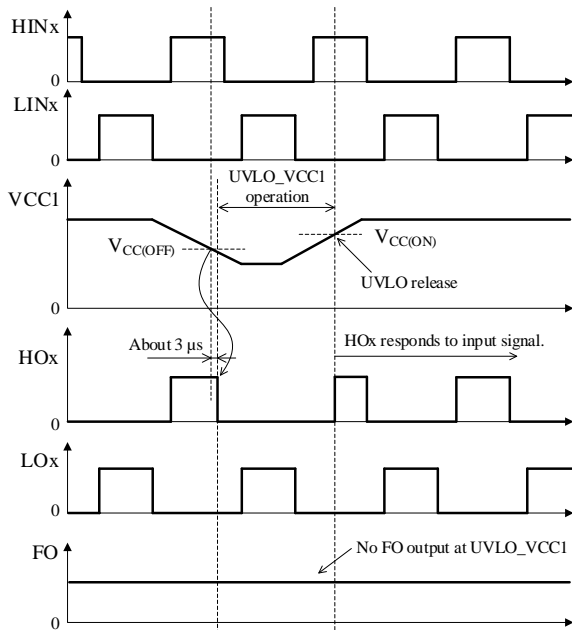 HINx
0
LINx
0
UVLO_VCC1
operation
VCC1
VCC(OFF)
VCC(ON)
UVLO release
0
About 3 µs
HOx responds to input signal.
HOx
0
LOx
0
No FO output at UVLO_VCC1
FO
0